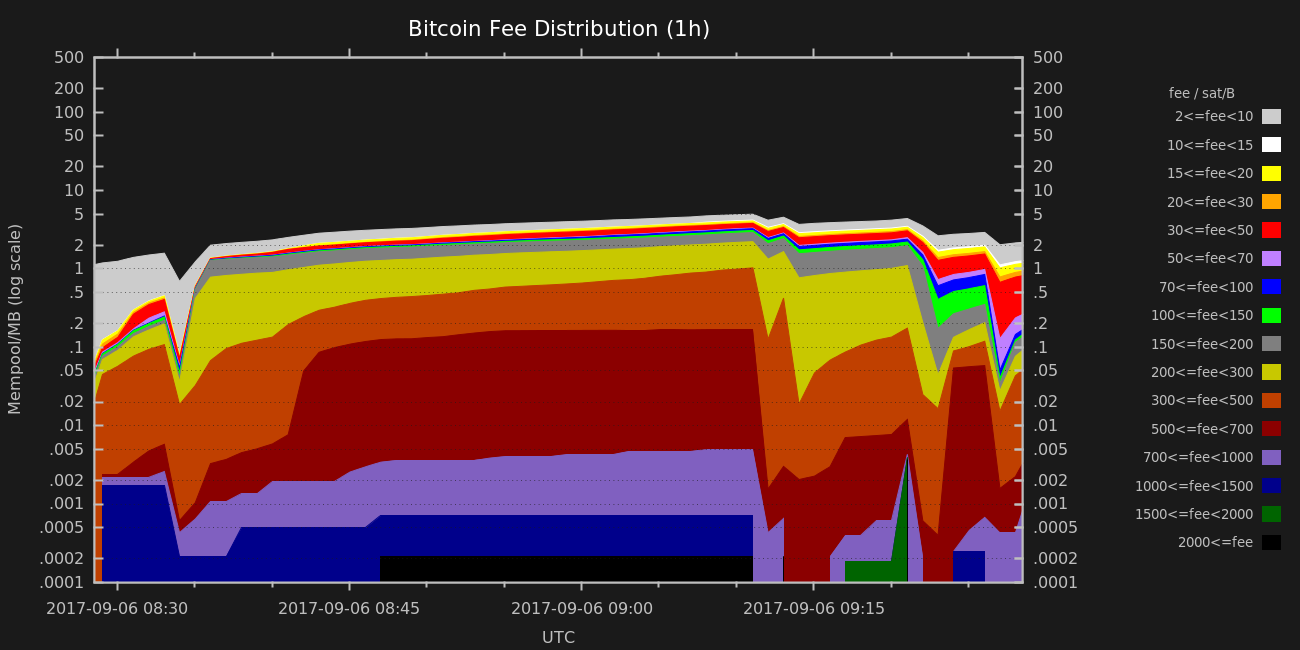 Bitcoin Fee Distribution (1h)
500
200
100
50
20
10
5
2
1
.5
.2
.1
.05
.02
.01
.005
.002
.001
.0005
.0002
.0001
Mempool/MB (log scale)
500
200
100
50
20
10
5
2
1
.5
.2
.1
.05
.02
.01
.005
.002
.001
.0005
.0002
.0001
2017-09-06 08:30
2017-09-06 08:45
2017-09-06 09:00
2017-09-06 09:15
UTC
fee / sat/B
2<=fee<10
10<=fee<15
15<=fee<20
20<=fee<30
30<=fee<50
50<=fee<70
70<=fee<100
100<=fee<150
150<=fee<200
200<=fee<300
300<=fee<500
500<=fee<700
700<=fee<1000
1000<=fee<1500
1500<=fee<2000
2000<=fee